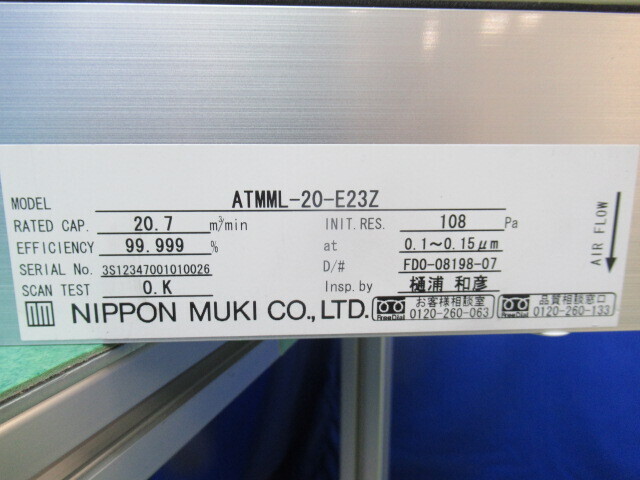 MODEL ATMML-20-E23Z
RATED CAP. 20.7 m³/min INIT.RES. 108 Pa
EFFICIENCY 99.999 % at 0.1～0.15μm
SERIAL No. 3S12347001010026 D/# FD0-08198-07
SCAN TEST O.K Insp.by 樋浦 和彦
AIR FLOW
NIPPON MUKI CO.,LTD. FreeDial お客様相談室 0120-260-063 FreeDial 品質相談窓口 0120-260-133